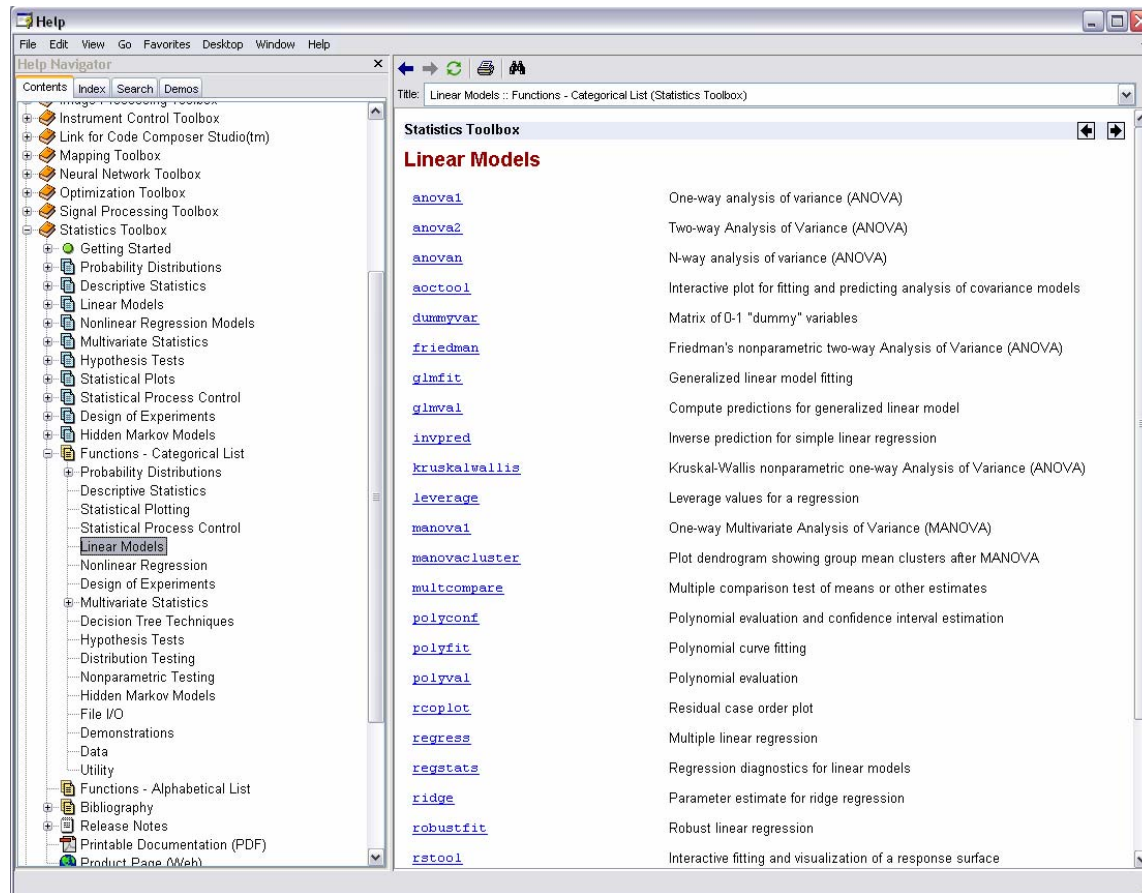 Help
File Edit View Go Favorites Desktop Window Help
Help Navigator
Contents Index Search Demos
Image Processing Toolbox
Instrument Control Toolbox
Link for Code Composer Studio(tm)
Mapping Toolbox
Neural Network Toolbox
Optimization Toolbox
Signal Processing Toolbox
Statistics Toolbox
Getting Started
Probability Distributions
Descriptive Statistics
Linear Models
Nonlinear Regression Models
Multivariate Statistics
Hypothesis Tests
Statistical Plots
Statistical Process Control
Design of Experiments
Hidden Markov Models
Functions - Categorical List
Probability Distributions
Descriptive Statistics
Statistical Plotting
Statistical Process Control
Linear Models
Nonlinear Regression
Design of Experiments
Multivariate Statistics
Decision Tree Techniques
Hypothesis Tests
Distribution Testing
Nonparametric Testing
Hidden Markov Models
File I/O
Demonstrations
Data
Utility
Functions - Alphabetical List
Bibliography
Release Notes
Printable Documentation (PDF)
Product Page (Web)
Title: Linear Models :: Functions - Categorical List (Statistics Toolbox)
Statistics Toolbox
Linear Models
anova1 One-way analysis of variance (ANOVA)
anova2 Two-way Analysis of Variance (ANOVA)
anovan N-way analysis of variance (ANOVA)
aoctool Interactive plot for fitting and predicting analysis of covariance models
dummyvar Matrix of 0-1 "dummy" variables
friedman Friedman's nonparametric two-way Analysis of Variance (ANOVA)
glmfit Generalized linear model fitting
glmval Compute predictions for generalized linear model
invpred Inverse prediction for simple linear regression
kruskalwallis Kruskal-Wallis nonparametric one-way Analysis of Variance (ANOVA)
leverage Leverage values for a regression
manova1 One-way Multivariate Analysis of Variance (MANOVA)
manovacluster Plot dendrogram showing group mean clusters after MANOVA
multcompare Multiple comparison test of means or other estimates
polyconf Polynomial evaluation and confidence interval estimation
polyfit Polynomial curve fitting
polyval Polynomial evaluation
rcoplot Residual case order plot
regress Multiple linear regression
regstats Regression diagnostics for linear models
ridge Parameter estimate for ridge regression
robustfit Robust linear regression
rstool Interactive fitting and visualization of a response surface